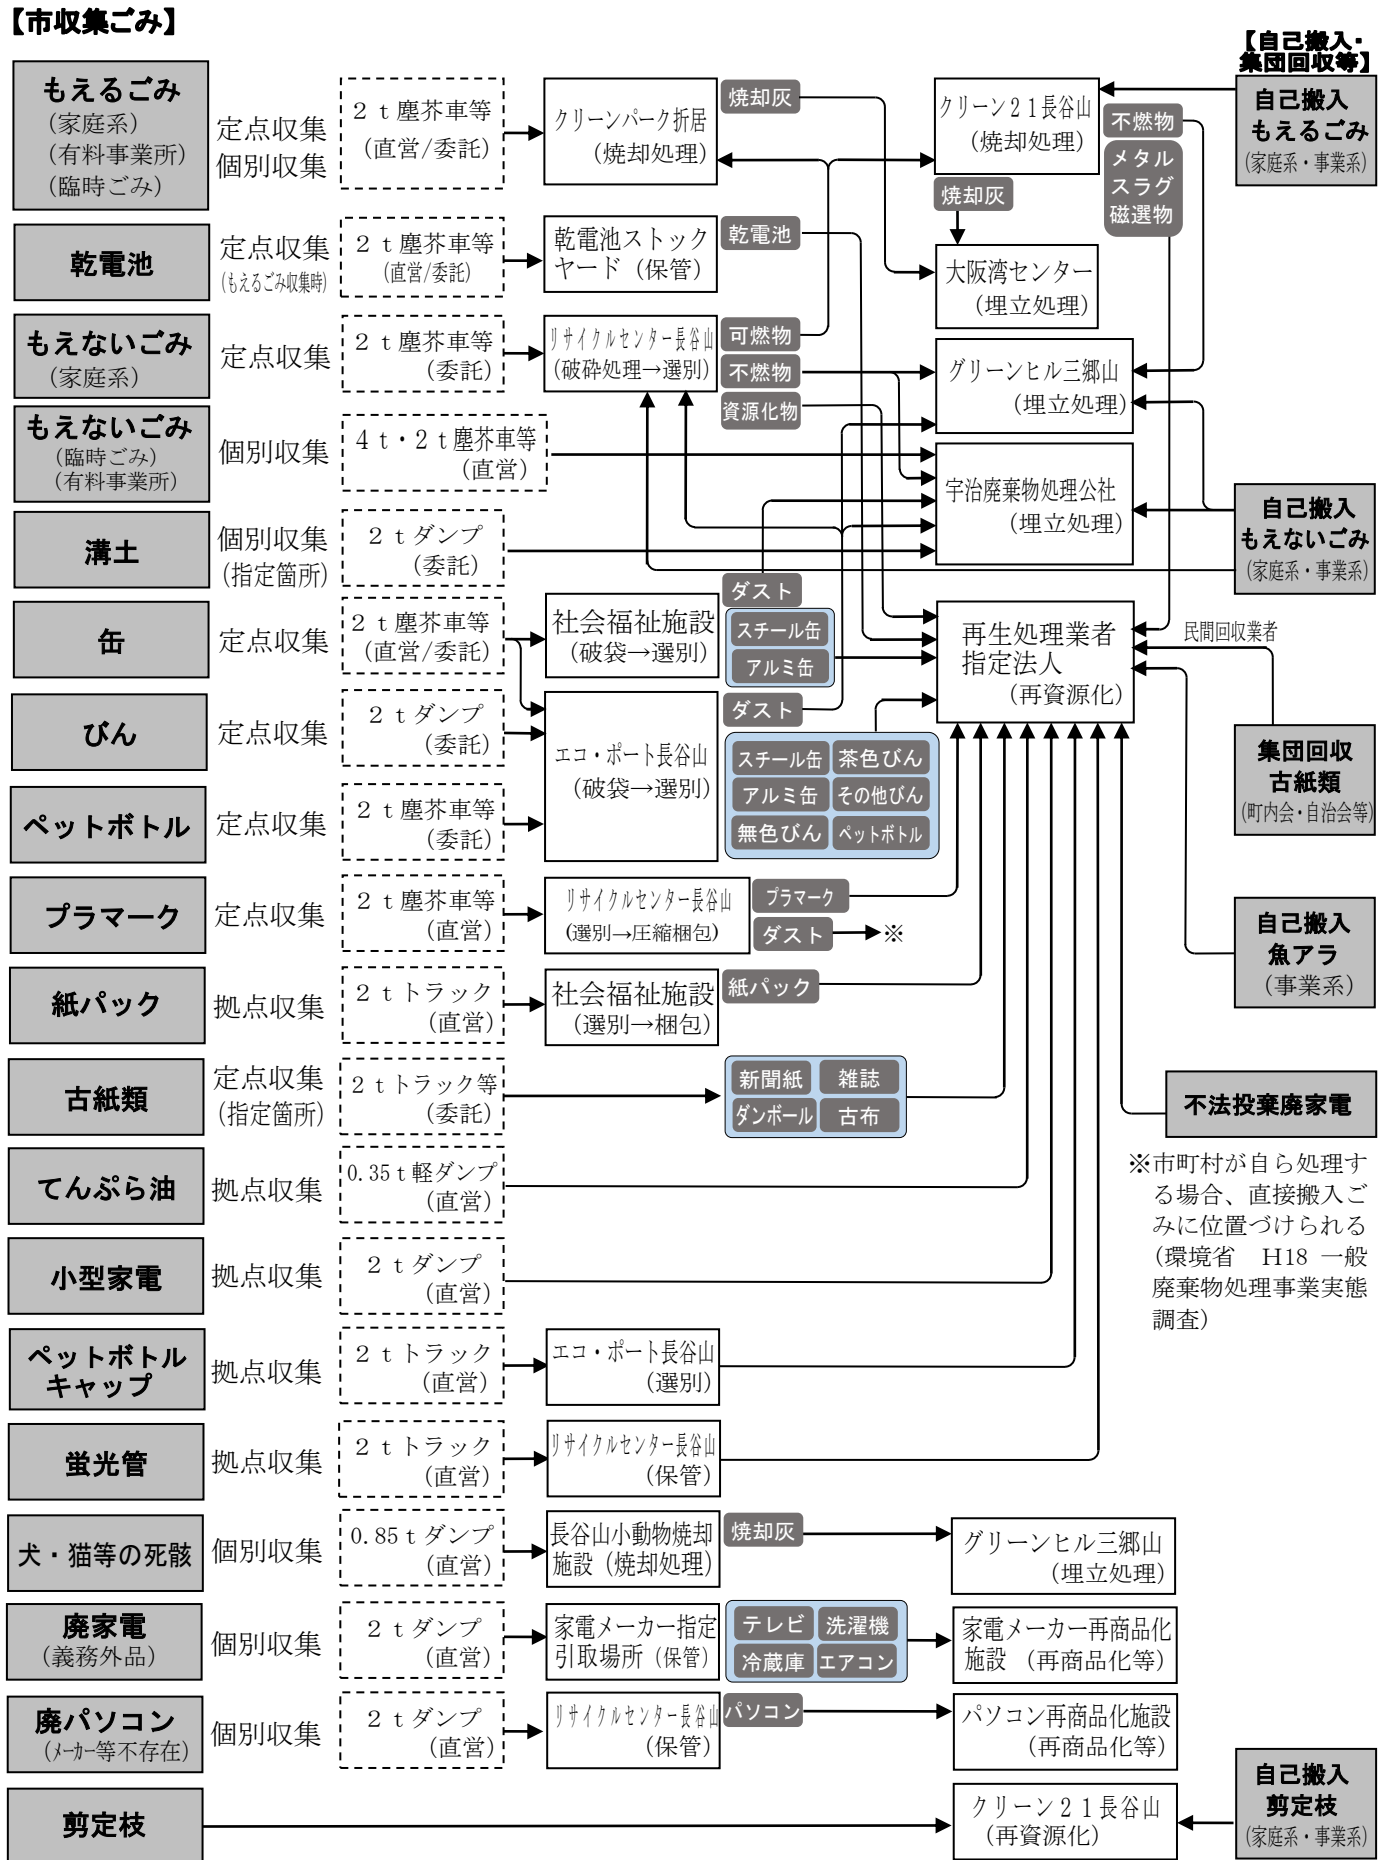 【市収集ごみ】
【自己搬入・
集団回収等】
もえるごみ
（家庭系）
（有料事業所）
（臨時ごみ）
定点収集
個別収集
２ｔ塵芥車等
（直営/委託）
クリーンパーク折居
（焼却処理）
焼却灰
クリーン２１長谷山
（焼却処理）
焼却灰
不燃物
メタル
スラグ
磁選物
自己搬入
もえるごみ
（家庭系・事業系）
乾電池
定点収集
（もえるごみ収集時）
２ｔ塵芥車等
（直営/委託）
乾電池ストック
ヤード（保管）
乾電池
大阪湾センター
（埋立処理）
もえないごみ
（家庭系）
定点収集
２ｔ塵芥車等
（委託）
リサイクルセンター長谷山
（破砕処理→選別）
可燃物
不燃物
資源化物
グリーンヒル三郷山
（埋立処理）
もえないごみ
（臨時ごみ）
（有料事業所）
個別収集
４ｔ・２ｔ塵芥車等
（直営）
宇治廃棄物処理公社
（埋立処理）
自己搬入
もえないごみ
（家庭系・事業系）
溝土
個別収集
（指定箇所）
２ｔダンプ
（委託）
缶
定点収集
２ｔ塵芥車等
（直営/委託）
社会福祉施設
（破袋→選別）
ダスト
スチール缶
アルミ缶
再生処理業者
指定法人
（再資源化）
民間回収業者
びん
定点収集
２ｔダンプ
（委託）
エコ・ポート長谷山
（破袋→選別）
ダスト
スチール缶
茶色びん
アルミ缶
その他びん
無色びん
ペットボトル
集団回収
古紙類
（町内会・自治会等）
ペットボトル
定点収集
２ｔ塵芥車等
（委託）
プラマーク
定点収集
２ｔ塵芥車等
（直営）
リサイクルセンター長谷山
（選別→圧縮梱包）
プラマーク
ダスト
※
自己搬入
魚アラ
（事業系）
紙パック
拠点収集
２ｔトラック
（直営）
社会福祉施設
（選別→梱包）
紙パック
古紙類
定点収集
（指定箇所）
２ｔトラック等
（委託）
新聞紙
雑誌
ダンボール
古布
不法投棄廃家電
※市町村が自ら処理す
る場合、直接搬入ご
みに位置づけられる
（環境省　H18 一般
廃棄物処理事業実態
調査）
てんぷら油
拠点収集
0.35ｔ軽ダンプ
（直営）
小型家電
拠点収集
２ｔダンプ
（直営）
ペットボトル
キャップ
拠点収集
２ｔトラック
（直営）
エコ・ポート長谷山
（選別）
蛍光管
拠点収集
２ｔトラック
（直営）
リサイクルセンター長谷山
（保管）
犬・猫等の死骸
個別収集
0.85ｔダンプ
（直営）
長谷山小動物焼却
施設（焼却処理）
焼却灰
グリーンヒル三郷山
（埋立処理）
廃家電
（義務外品）
個別収集
２ｔダンプ
（直営）
家電メーカー指定
引取場所（保管）
テレビ
洗濯機
冷蔵庫
エアコン
家電メーカー再商品化
施設（再商品化等）
廃パソコン
（メーカー等不存在）
個別収集
２ｔダンプ
（直営）
リサイクルセンター長谷山
（保管）
パソコン
パソコン再商品化施設
（再商品化等）
剪定枝
クリーン２１長谷山
（再資源化）
自己搬入
剪定枝
（家庭系・事業系）